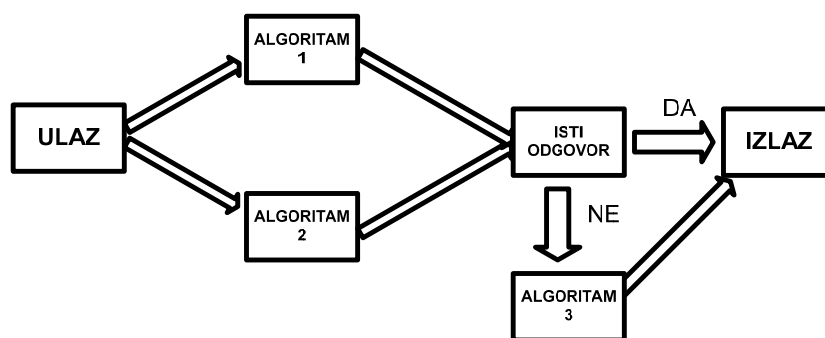 ULAZ
ALGORITAM
1
ALGORITAM
2
ISTI
ODGOVOR
DA
IZLAZ
NE
ALGORITAM
3